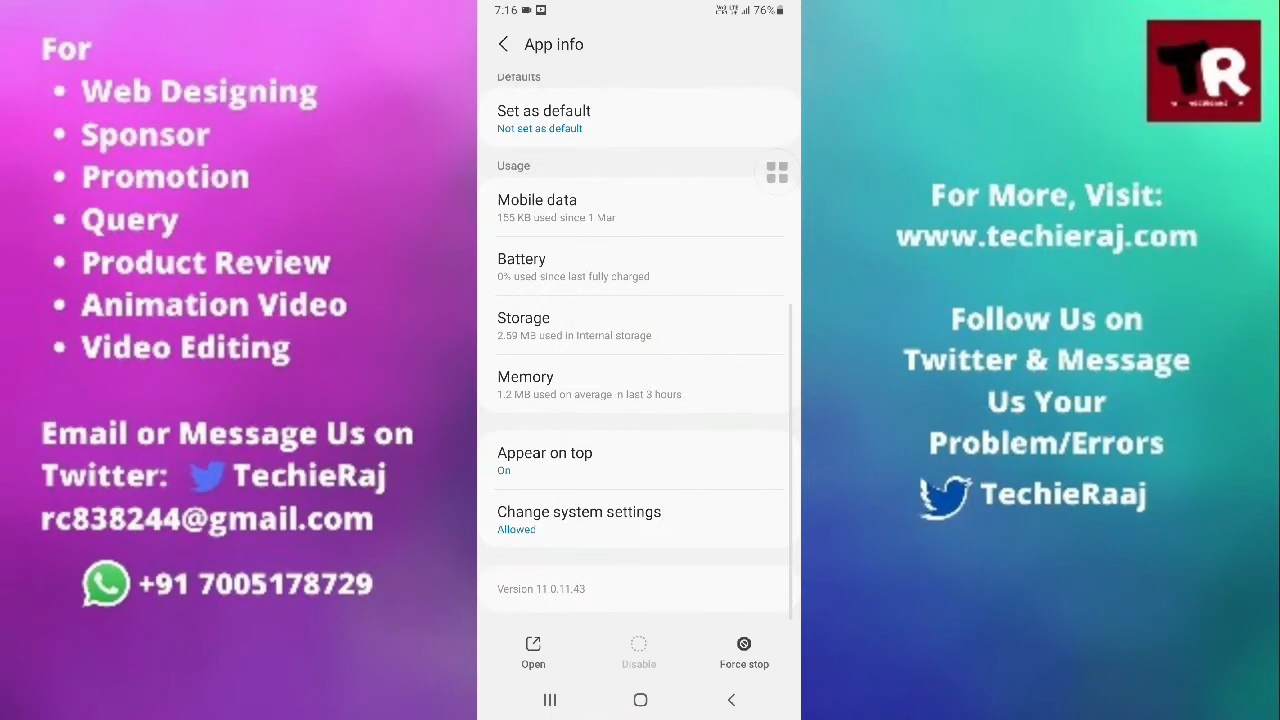 For
• Web Designing
• Sponsor
• Promotion
• Query
• Product Review
• Animation Video
• Video Editing
Email or Message Us on
Twitter: TechieRaj
rc838244@gmail.com
+91 7005178729
7:16
76%
App info
Defaults
Set as default
Not set as default
Usage
Mobile data
155 KB used since 1 Mar
Battery
0% used since last fully charged
Storage
2.59 MB used in Internal storage
Memory
1.2 MB used on average in last 3 hours
Appear on top
On
Change system settings
Allowed
Version 11.0.11.43
Open
Disable
Force stop
TR
For More, Visit:
www.techieraj.com
Follow Us on
Twitter & Message
Us Your
Problem/Errors
TechieRaaj